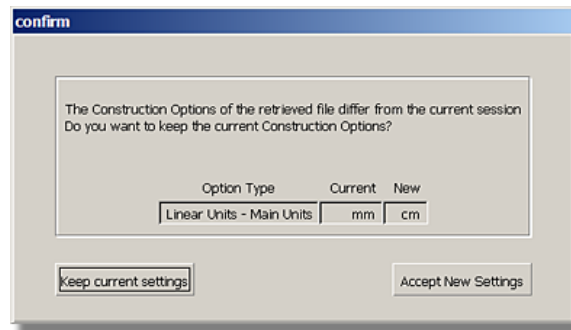 confirm
The Construction Options of the retrieved file differ from the current session
Do you want to keep the current Construction Options?
Option Type Current New
Linear Units - Main Units mm cm
Keep current settings Accept New Settings